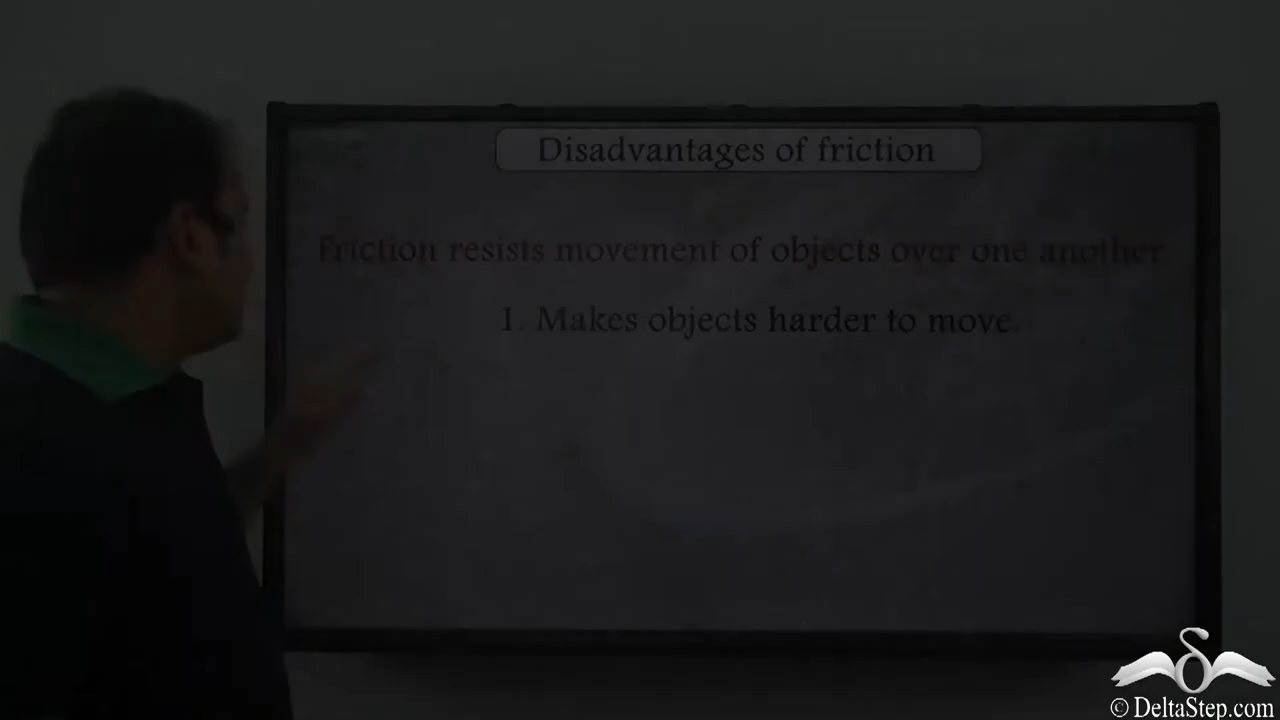 Disadvantages of friction
Friction resists movement of objects over one another
1. Makes objects harder to move.
© DeltaStep.com